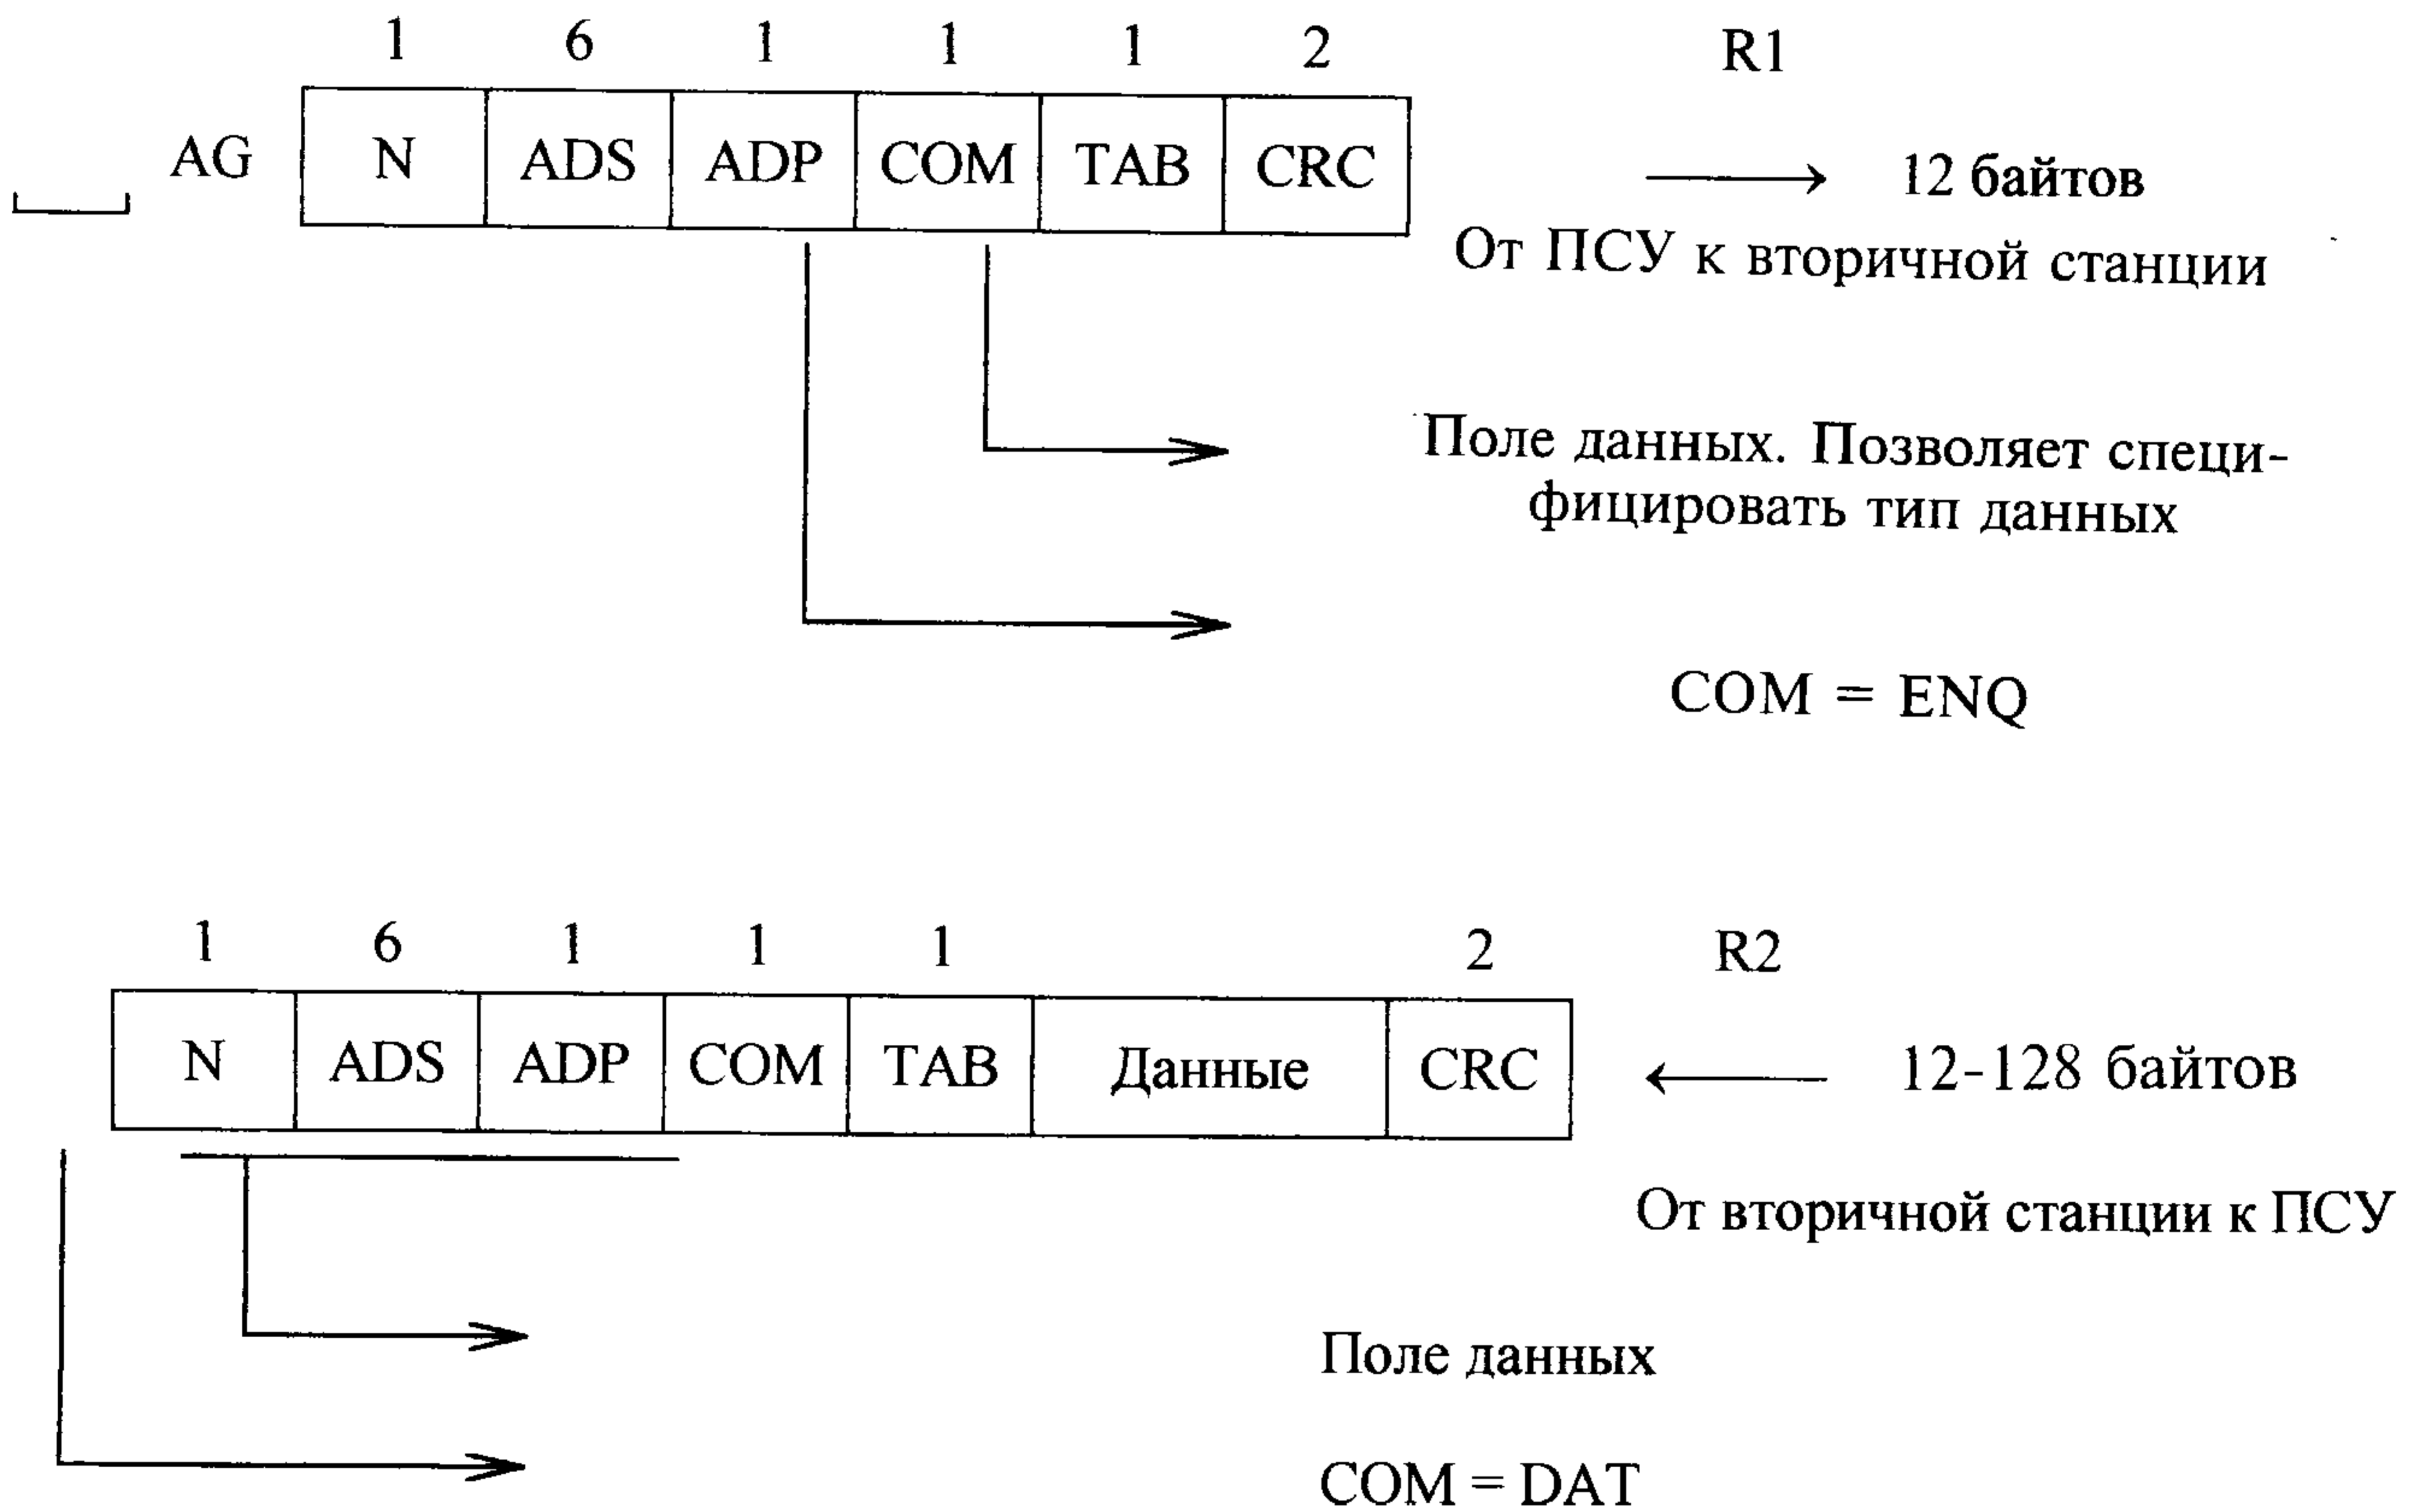 1 6 1 1 1 2 R1
AG N ADS ADP COM TAB CRC 12 байтов
От ПСУ к вторичной станции
Поле данных. Позволяет специ-
фицировать тип данных
COM = ENQ
1 6 1 1 1 2 R2
N ADS ADP COM TAB Данные CRC 12-128 байтов
От вторичной станции к ПСУ
Поле данных
COM = DAT